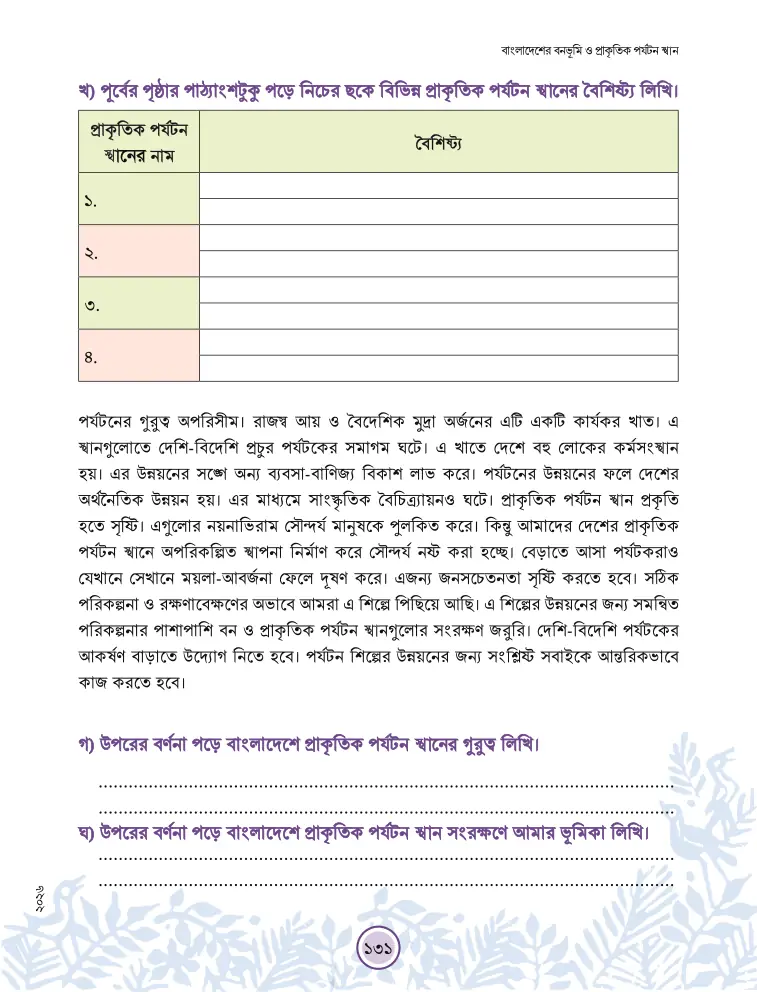 বাংলাদেশের বনভূমি ও প্রাকৃতিক পর্যটন স্থান
খ) পূর্বের পৃষ্ঠার পাঠ্যাংশটুকু পড়ে নিচের ছকে বিভিন্ন প্রাকৃতিক পর্যটন স্থানের বৈশিষ্ট্য লিখি।
প্রাকৃতিক পর্যটন
স্থানের নাম
বৈশিষ্ট্য
১.
২.
৩.
৪.
পর্যটনের গুরুত্ব অপরিসীম। রাজস্ব আয় ও বৈদেশিক মুদ্রা অর্জনের এটি একটি কার্যকর খাত। এ
স্থানগুলোতে দেশি-বিদেশি প্রচুর পর্যটকের সমাগম ঘটে। এ খাতে দেশে বহু লোকের কর্মসংস্থান
হয়। এর উন্নয়নের সঙ্গে অন্য ব্যবসা-বাণিজ্য বিকাশ লাভ করে। পর্যটনের উন্নয়নের ফলে দেশের
অর্থনৈতিক উন্নয়ন হয়। এর মাধ্যমে সাংস্কৃতিক বৈচিত্র্যায়নও ঘটে। প্রাকৃতিক পর্যটন স্থান প্রকৃতি
হতে সৃষ্টি। এগুলোর নয়নাভিরাম সৌন্দর্য মানুষকে পুলকিত করে। কিন্তু আমাদের দেশের প্রাকৃতিক
পর্যটন স্থানে অপরিকল্পিত স্থাপনা নির্মাণ করে সৌন্দর্য নষ্ট করা হচ্ছে। বেড়াতে আসা পর্যটকরাও
যেখানে সেখানে ময়লা-আবর্জনা ফেলে দূষণ করে। এজন্য জনসচেতনতা সৃষ্টি করতে হবে। সঠিক
পরিকল্পনা ও রক্ষণাবেক্ষণের অভাবে আমরা এ শিল্পে পিছিয়ে আছি। এ শিল্পের উন্নয়নের জন্য সমন্বিত
পরিকল্পনার পাশাপাশি বন ও প্রাকৃতিক পর্যটন স্থানগুলোর সংরক্ষণ জরুরি। দেশি-বিদেশি পর্যটকের
আকর্ষণ বাড়াতে উদ্যোগ নিতে হবে। পর্যটন শিল্পের উন্নয়নের জন্য সংশ্লিষ্ট সবাইকে আন্তরিকভাবে
কাজ করতে হবে।
গ) উপরের বর্ণনা পড়ে বাংলাদেশে প্রাকৃতিক পর্যটন স্থানের গুরুত্ব লিখি।
ঘ) উপরের বর্ণনা পড়ে বাংলাদেশে প্রাকৃতিক পর্যটন স্থান সংরক্ষণে আমার ভূমিকা লিখি।
২০২৬
১৩১